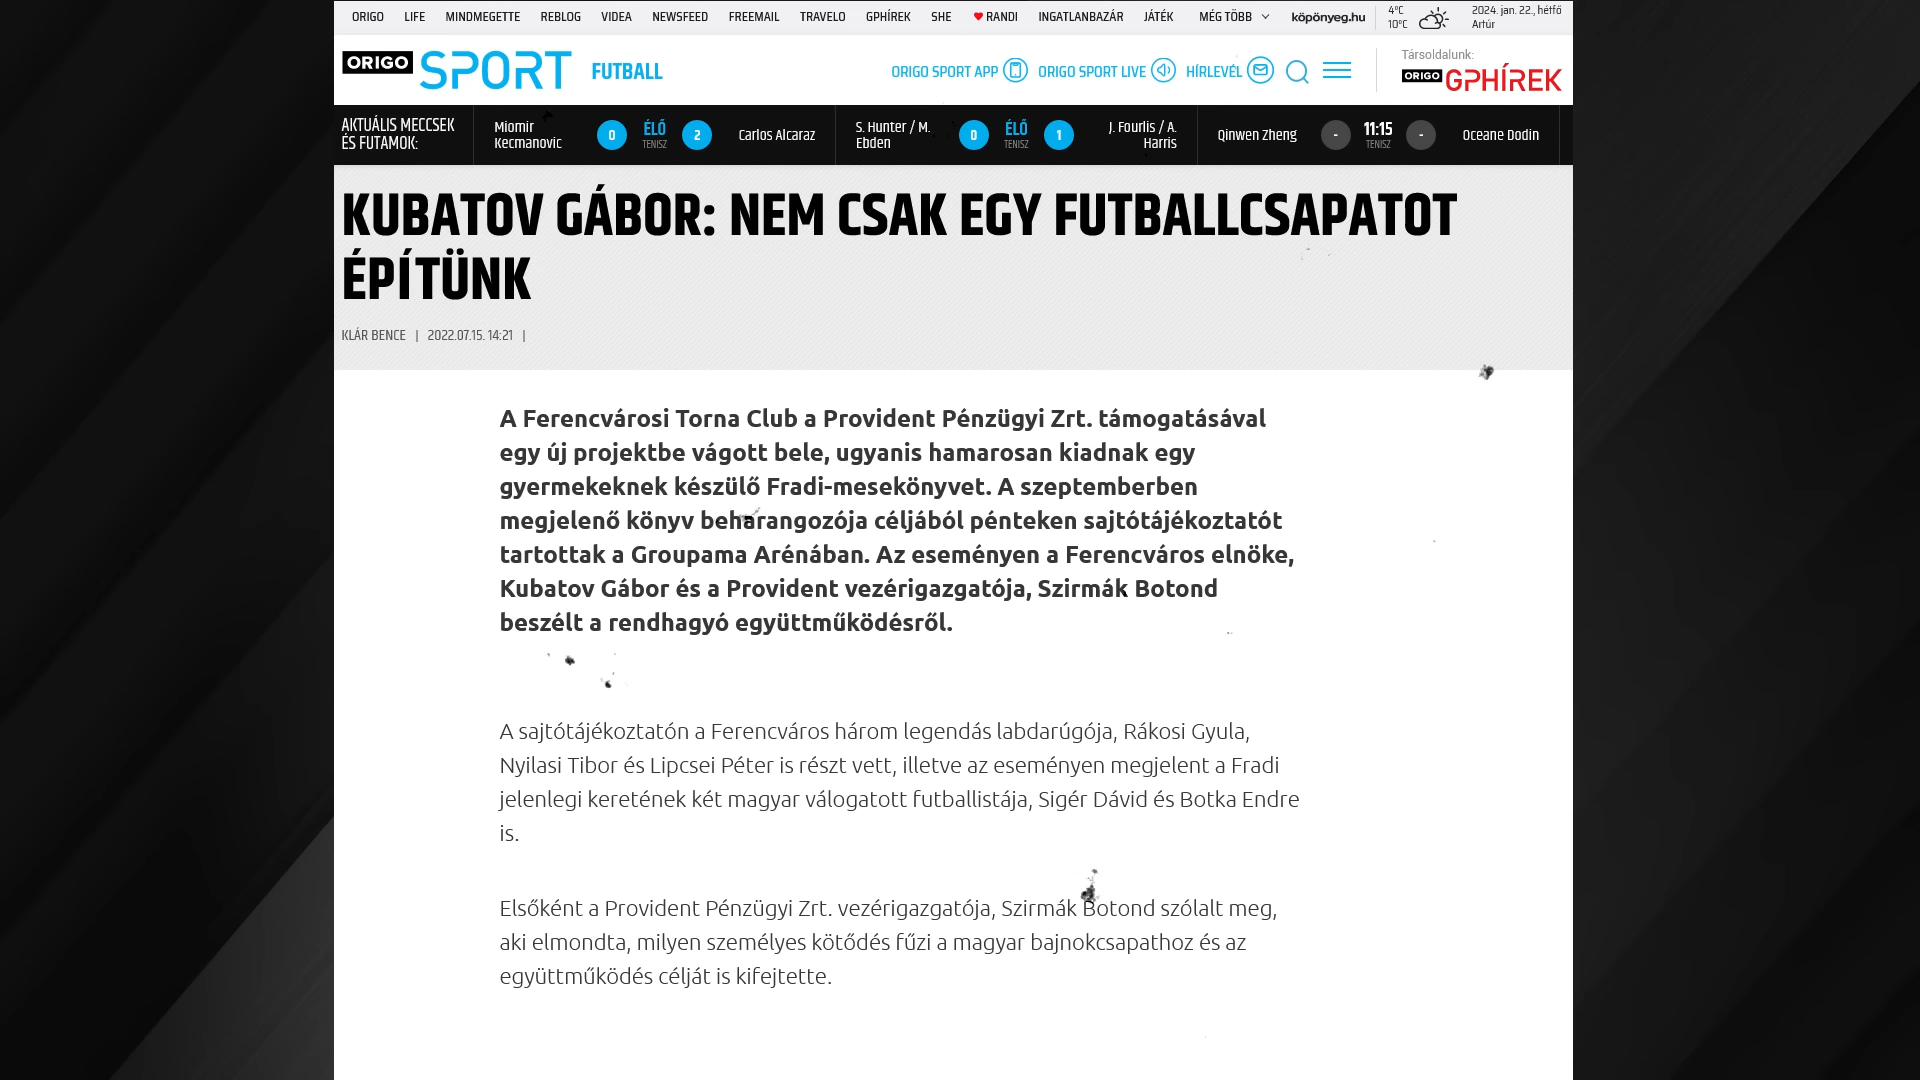 ORIGO LIFE MINDMEGETTE REBLOG VIDEA NEWSFEED FREEMAIL TRAVELO GPHÍREK SHE RANDI INGATLANBAZÁR JÁTÉK MÉG TÖBB köpönyeg.hu 4°C 10°C 2024. jan. 22., hétfő Artúr
ORIGO SPORT FUTBALL ORIGO SPORT APP ORIGO SPORT LIVE HÍRLEVÉL Társoldalunk: ORIGO GPHÍREK
AKTUÁLIS MECCSEK ÉS FUTAMOK: Miomir Kecmanovic 0 ÉLŐ TENISZ 2 Carlos Alcaraz S. Hunter / M. Ebden 0 ÉLŐ TENISZ 1 J. Fourlis / A. Harris Qinwen Zheng - 11:15 TENISZ - Oceane Dodin
KUBATOV GÁBOR: NEM CSAK EGY FUTBALLCSAPATOT
ÉPÍTÜNK
KLÁR BENCE | 2022.07.15. 14:21 |
A Ferencvárosi Torna Club a Provident Pénzügyi Zrt. támogatásával
egy új projektbe vágott bele, ugyanis hamarosan kiadnak egy
gyermekeknek készülő Fradi-mesekönyvet. A szeptemberben
megjelenő könyv beharangozója céljából pénteken sajtótájékoztatót
tartottak a Groupama Arénában. Az eseményen a Ferencváros elnöke,
Kubatov Gábor és a Provident vezérigazgatója, Szirmák Botond
beszélt a rendhagyó együttműködésről.
A sajtótájékoztatón a Ferencváros három legendás labdarúgója, Rákosi Gyula,
Nyilasi Tibor és Lipcsei Péter is részt vett, illetve az eseményen megjelent a Fradi
jelenlegi keretének két magyar válogatott futballistája, Sigér Dávid és Botka Endre
is.
Elsőként a Provident Pénzügyi Zrt. vezérigazgatója, Szirmák Botond szólalt meg,
aki elmondta, milyen személyes kötődés fűzi a magyar bajnokcsapathoz és az
együttműködés célját is kifejtette.